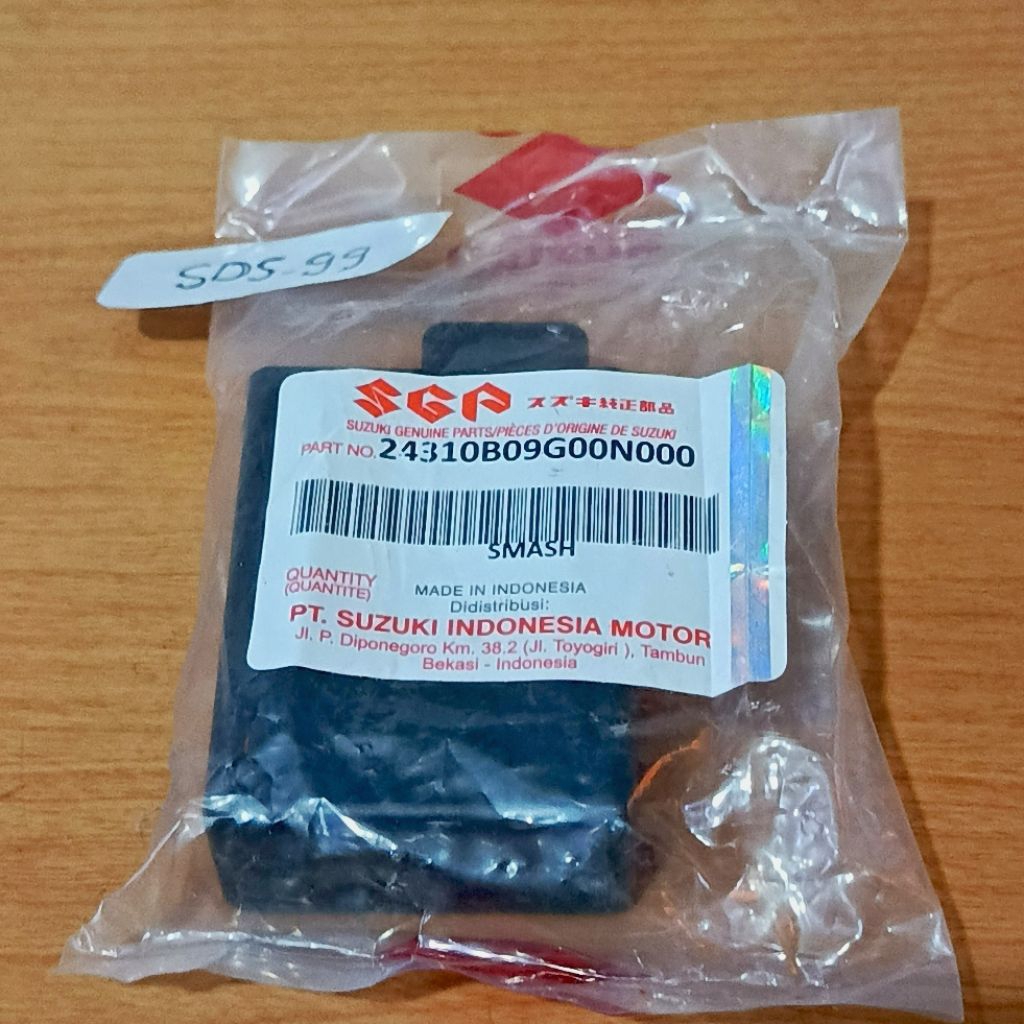 SDS-99
SGP スズキ純正部品
SUZUKI GENUINE PARTS/PIÈCES D'ORIGINE DE SUZUKI
PART NO. 24310B09G00N000
SMASH
QUANTITY
(QUANTITE)
MADE IN INDONESIA
Didistribusi:
PT. SUZUKI INDONESIA MOTOR
Jl. P. Diponegoro Km. 38,2 (Jl. Toyogiri ), Tambun
Bekasi - Indonesia